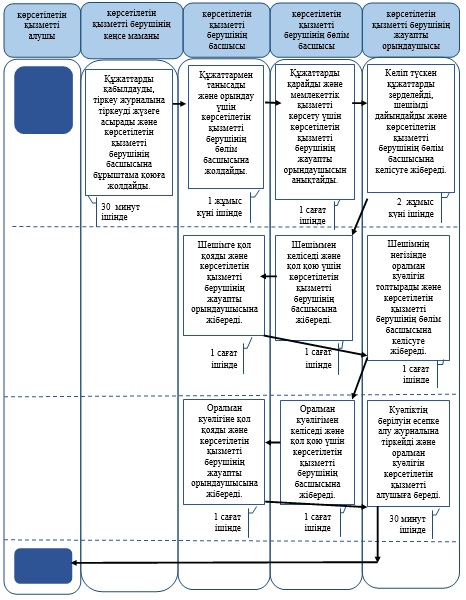 көрсетілетін
қызметті
алушы
көрсетілетін
қызметті берушінің
кеңсе маманы
көрсетілетін
қызметті
берушінің
басшысы
көрсетілетін
қызметті
берушінің бөлім
басшысы
көрсетілетін
қызметті берушінің
жауапты
орындаушысы
Құжаттарды
қабылдауды,
тіркеу журналына
тіркеуді жүзеге
асырады және
көрсетілетін
қызметті
берушінің
басшысына
бұрыштама қоюға
жолдайды.
30 минут
ішінде
Құжаттармен
танысады
және орындау
үшін
көрсетілетін
қызметті
берушінің
бөлім
басшысына
жолдайды.
1 жұмыс
күні ішінде
Құжаттарды
қарайды және
мемлекеттік
қызметті
көрсету үшін
көрсетілетін
қызметті
берушінің
жауапты
орындаушысын
анықтайды.
1 сағат
ішінде
Келіп түскен
құжаттарды
зерделейді,
шешімді
дайындайды және
көрсетілетін
қызметті
берушінің бөлім
басшысына
келісуге жібереді.
2 жұмыс
күні ішінде
Шешімге қол
қояды және
көрсетілетін
қызметті
берушінің
жауапты
орындаушысына
жібереді.
1 сағат
ішінде
Шешіммен
келіседі және
қол қою үшін
көрсетілетін
қызметті
берушінің
басшысына
жібереді.
1 сағат
ішінде
Шешімнің
негізінде
оралман
куәлігін
толтырады және
көрсетілетін
қызметті
берушінің бөлім
басшысына
келісуге
жібереді.
1 сағат
ішінде
Оралман
куәлігіне қол
қояды және
көрсетілетін
қызметті
берушінің
жауапты
орындаушысына
жібереді.
1 сағат
ішінде
Оралман
куәлігімен
келіседі және
қол қою үшін
көрсетілетін
қызметті
берушінің
басшысына
жібереді.
1 сағат
ішінде
Куәліктің
берілуін есепке
алу журналына
тіркейді және
оралман
куәлігін
көрсетілетін
қызметті
алушыға береді.
30 минут
ішінде